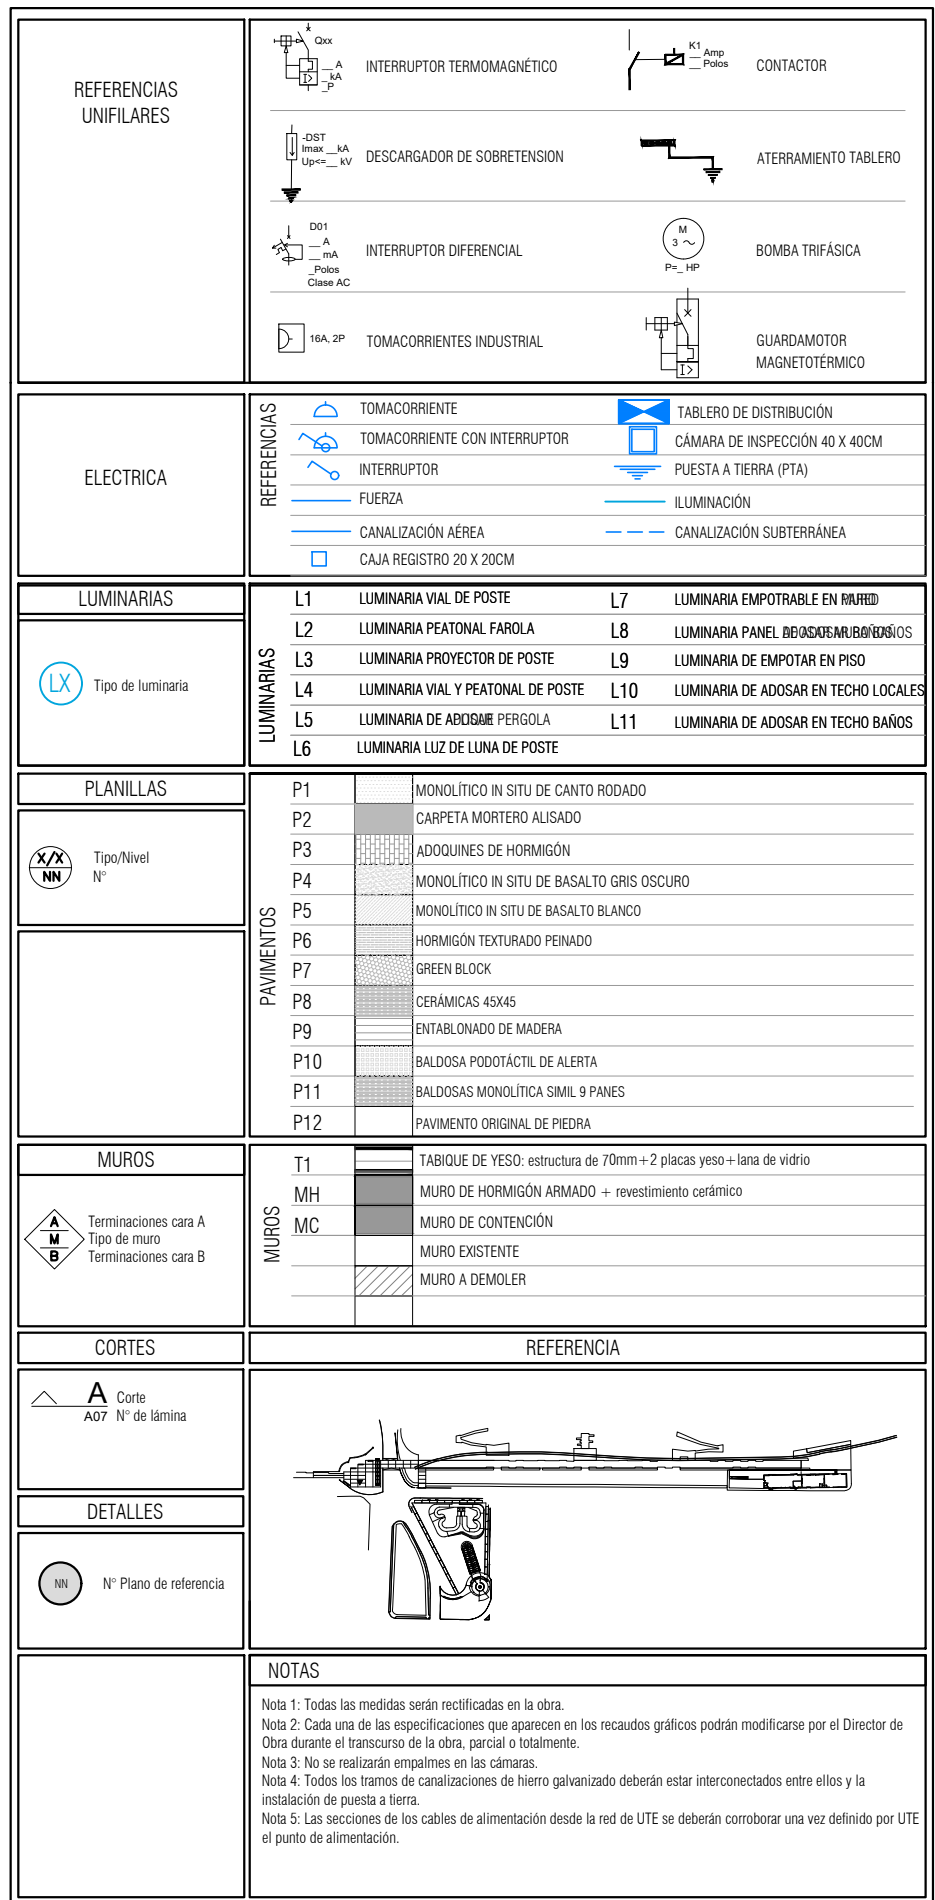 REFERENCIAS
UNIFILARES
Qxx
__ A
_ kA
_P
INTERRUPTOR TERMOMAGNÉTICO
K1
__ Amp
__ Polos
CONTACTOR
-DST
Imax __kA
Up<=__ kV
DESCARGADOR DE SOBRETENSION
ATERRAMIENTO TABLERO
D01
__ A
__ mA
_Polos
Clase AC
INTERRUPTOR DIFERENCIAL
M
3 ~
P=_ HP
BOMBA TRIFÁSICA
16A, 2P
TOMACORRIENTES INDUSTRIAL
GUARDAMOTOR
MAGNETOTÉRMICO
ELECTRICA
REFERENCIAS
TOMACORRIENTE
TABLERO DE DISTRIBUCIÓN
TOMACORRIENTE CON INTERRUPTOR
CÁMARA DE INSPECCIÓN 40 X 40CM
INTERRUPTOR
PUESTA A TIERRA (PTA)
FUERZA
ILUMINACIÓN
CANALIZACIÓN AÉREA
CANALIZACIÓN SUBTERRÁNEA
CAJA REGISTRO 20 X 20CM
LUMINARIAS
LX
Tipo de luminaria
LUMINARIAS
L1 LUMINARIA VIAL DE POSTE
L7 LUMINARIA EMPOTRABLE EN
L2 LUMINARIA PEATONAL FAROLA
L8 LUMINARIA PANEL
L3 LUMINARIA PROYECTOR DE POSTE
L9 LUMINARIA DE EMPOTAR EN PISO
L4 LUMINARIA VIAL Y PEATONAL DE POSTE
L10 LUMINARIA DE ADOSAR EN TECHO LOCALES
L5 LUMINARIA DE PERGOLA
L11 LUMINARIA DE ADOSAR EN TECHO BAÑOS
L6 LUMINARIA LUZ DE LUNA DE POSTE
PLANILLAS
X/X
NN
Tipo/Nivel
N°
PAVIMENTOS
P1 MONOLÍTICO IN SITU DE CANTO RODADO
P2 CARPETA MORTERO ALISADO
P3 ADOQUINES DE HORMIGÓN
P4 MONOLÍTICO IN SITU DE BASALTO GRIS OSCURO
P5 MONOLÍTICO IN SITU DE BASALTO BLANCO
P6 HORMIGÓN TEXTURADO PEINADO
P7 GREEN BLOCK
P8 CERÁMICAS 45X45
P9 ENTABLONADO DE MADERA
P10 BALDOSA PODOTÁCTIL DE ALERTA
P11 BALDOSAS MONOLÍTICA SIMIL 9 PANES
P12 PAVIMENTO ORIGINAL DE PIEDRA
MUROS
A
M
B
Terminaciones cara A
Tipo de muro
Terminaciones cara B
MUROS
T1 TABIQUE DE YESO: estructura de 70mm+2 placas yeso+lana de vidrio
MH MURO DE HORMIGÓN ARMADO + revestimiento cerámico
MC MURO DE CONTENCIÓN
MURO EXISTENTE
MURO A DEMOLER
CORTES
A
A07
Corte
N° de lámina
REFERENCIA
DETALLES
NN
N° Plano de referencia
NOTAS
Nota 1: Todas las medidas serán rectificadas en la obra.
Nota 2: Cada una de las especificaciones que aparecen en los recaudos gráficos podrán modificarse por el Director de
Obra durante el transcurso de la obra, parcial o totalmente.
Nota 3: No se realizarán empalmes en las cámaras.
Nota 4: Todos los tramos de canalizaciones de hierro galvanizado deberán estar interconectados entre ellos y la
instalación de puesta a tierra.
Nota 5: Las secciones de los cables de alimentación desde la red de UTE se deberán corroborar una vez definido por UTE
el punto de alimentación.